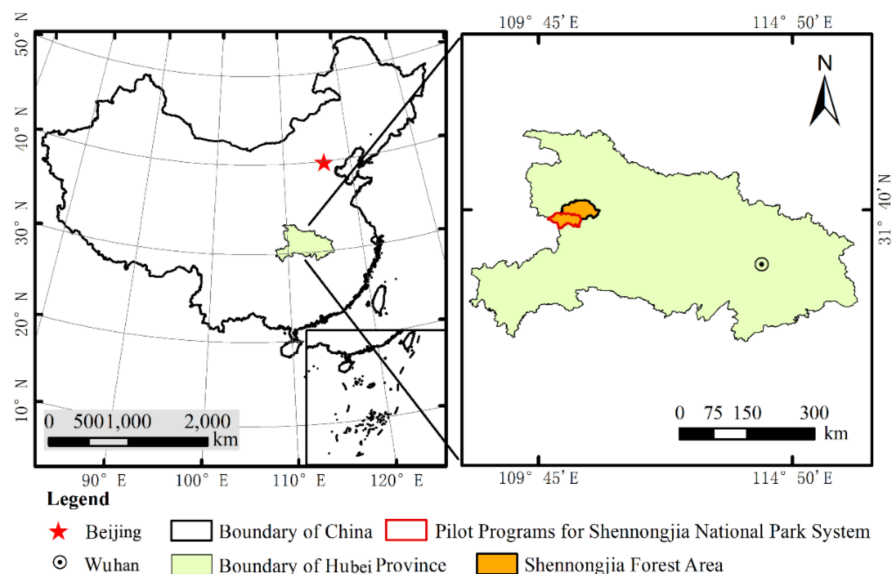 109° 45'E 114° 50'E
50° N
40° N
30° N
20° N
10° N
N
31° 40'N
0 500 1,000 2,000
km
0 75 150 300
km
90° E 100° E 110° E 120° E
109° 45'E 114° 50'E
Legend
Beijing Boundary of China Pilot Programs for Shennongjia National Park System
Wuhan Boundary of Hubei Province Shennongjia Forest Area